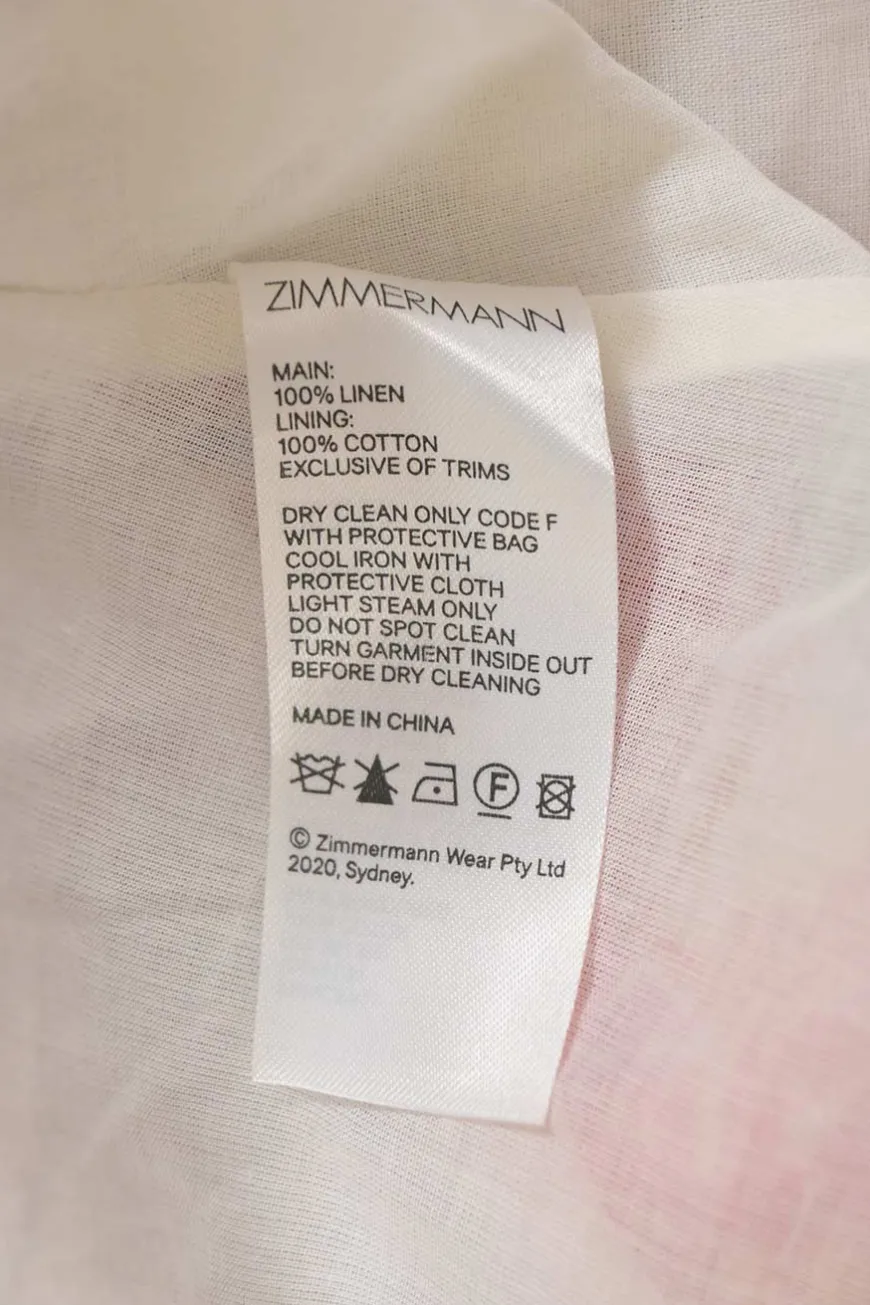 ZIMMERMANN
MAIN:
100% LINEN
LINING:
100% COTTON
EXCLUSIVE OF TRIMS
DRY CLEAN ONLY CODE F
WITH PROTECTIVE BAG
COOL IRON WITH
PROTECTIVE CLOTH
LIGHT STEAM ONLY
DO NOT SPOT CLEAN
TURN GARMENT INSIDE OUT
BEFORE DRY CLEANING
MADE IN CHINA
F
© Zimmermann Wear Pty Ltd
2020, Sydney.